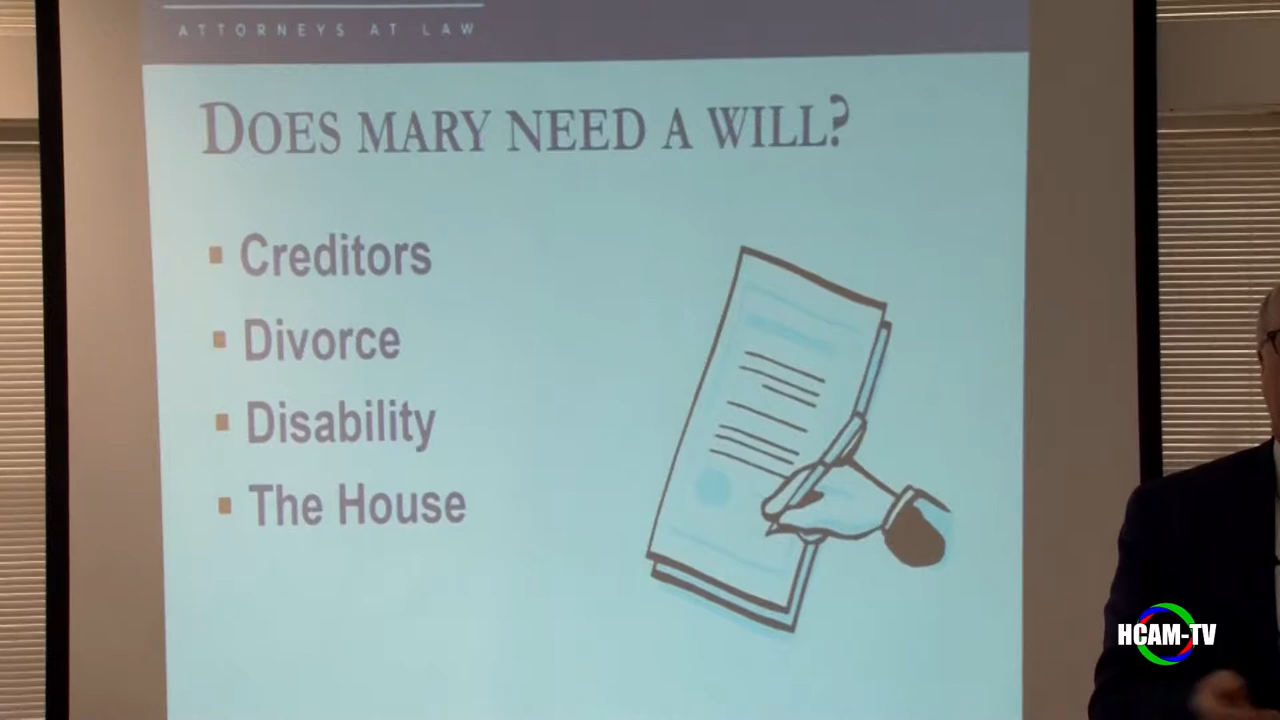 ATTORNEYS AT LAW
DOES MARY NEED A WILL?
Creditors
Divorce
Disability
The House
HCAM-TV